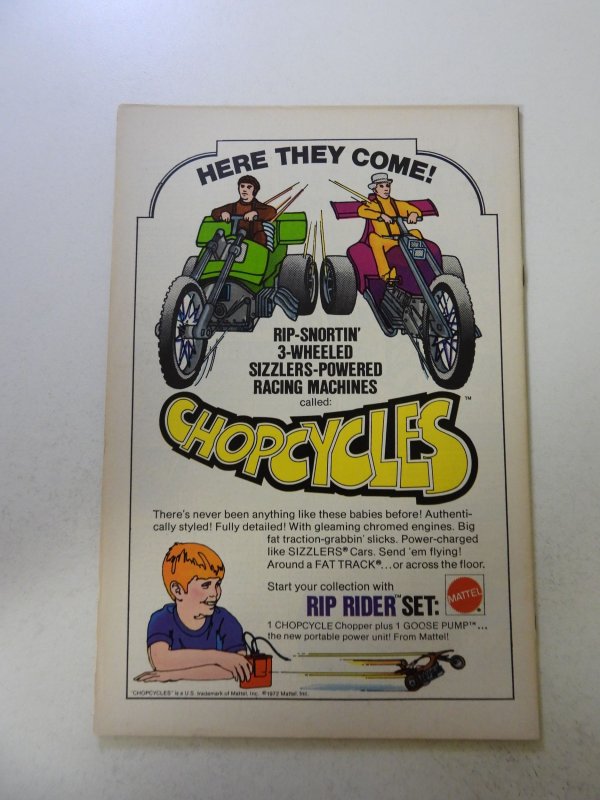 HERE THEY COME!
RIP-SNORTIN'
3-WHEELED
SIZZLERS-POWERED
RACING MACHINES
called:
CHOPCYCLES™
There's never been anything like these babies before! Authenti-
cally styled! Fully detailed! With gleaming chromed engines. Big
fat traction-grabbin' slicks. Power-charged
like SIZZLERS® Cars. Send 'em flying!
Around a FAT TRACK®...or across the floor.
Start your collection with
RIP RIDER™ SET:
MATTEL®
1 CHOPCYCLE Chopper plus 1 GOOSE PUMP™...
the new portable power unit! From Mattel!
"CHOPCYCLES" is a U.S. trademark of Mattel, Inc. ©1972 Mattel, Inc.